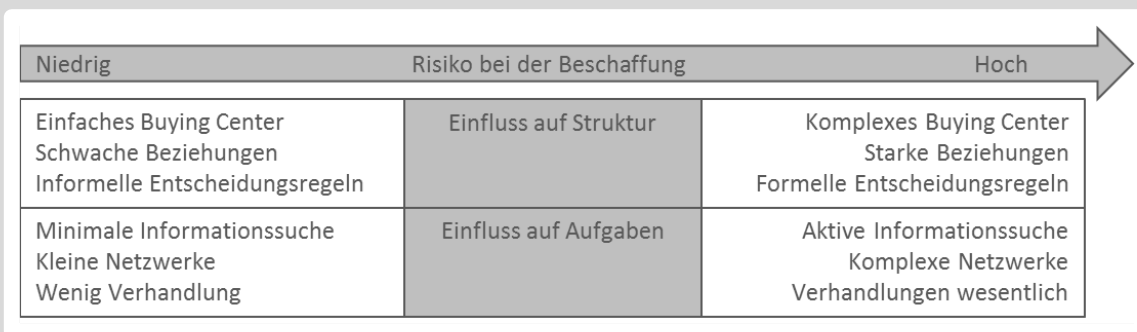 Niedrig Risiko bei der Beschaffung Hoch
Einfaches Buying Center
Schwache Beziehungen
Informelle Entscheidungsregeln
Einfluss auf Struktur
Komplexes Buying Center
Starke Beziehungen
Formelle Entscheidungsregeln
Minimale Informationssuche
Kleine Netzwerke
Wenig Verhandlung
Einfluss auf Aufgaben
Aktive Informationssuche
Komplexe Netzwerke
Verhandlungen wesentlich